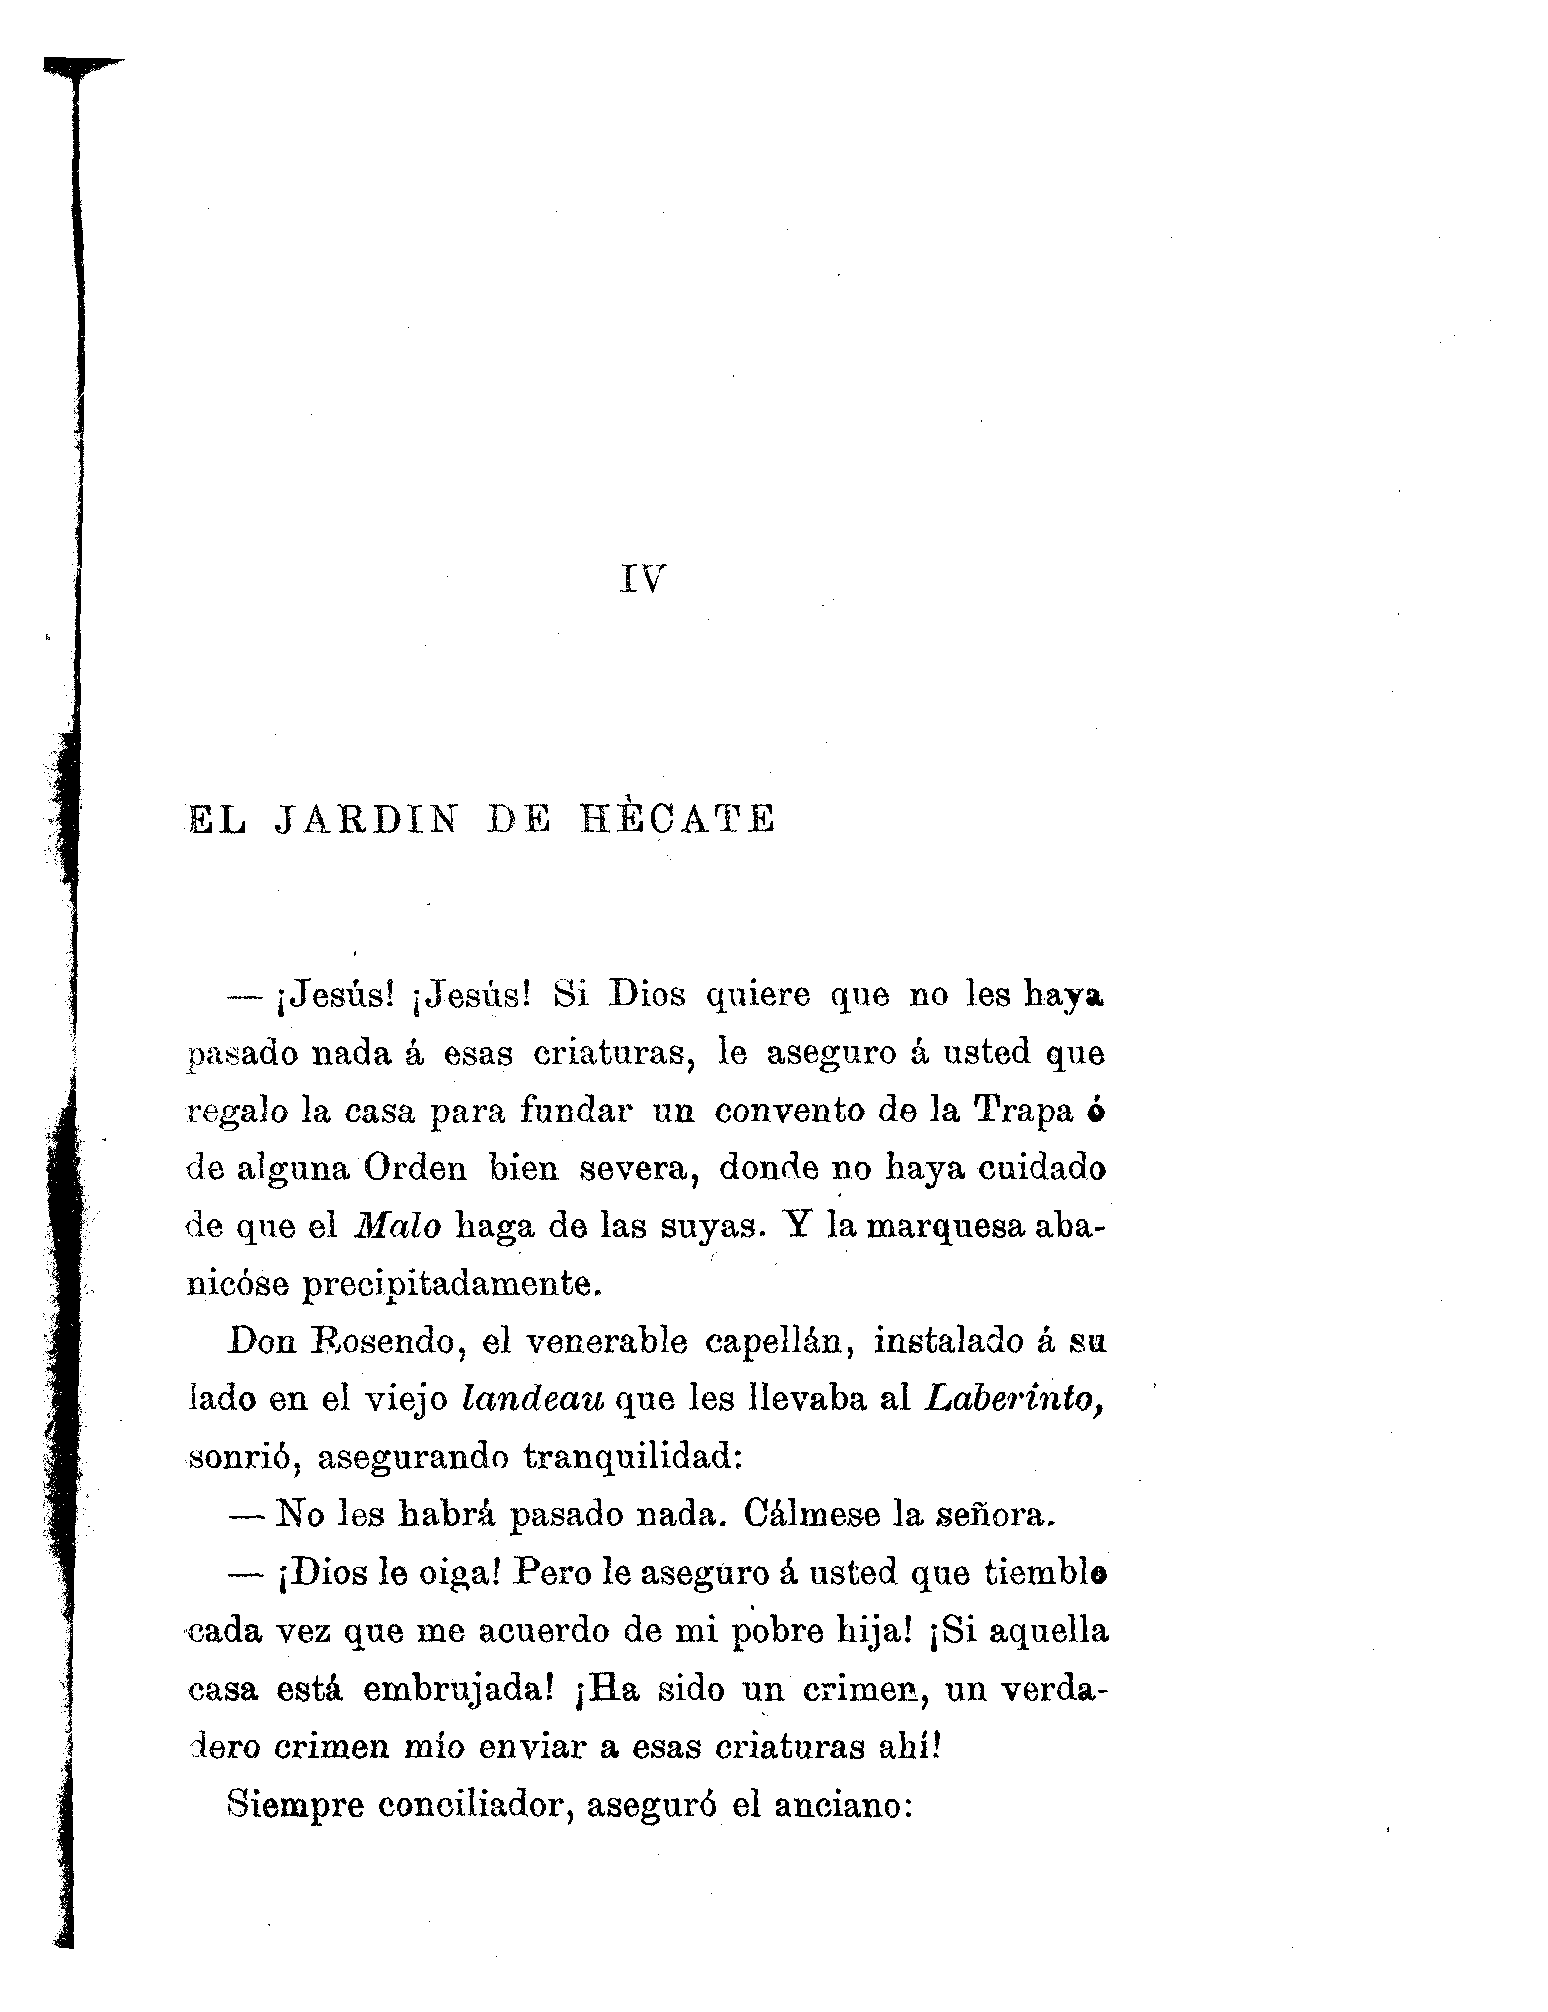 IV
EL JARDIN DE HÈCATE
— ¡Jesús! ¡Jesús! Si Dios quiere que no les haya
pasado nada á esas criaturas, le aseguro á usted que
regalo la casa para fundar un convento de la Trapa ó
de alguna Orden bien severa, donde no haya cuidado
de que el Malo haga de las suyas. Y la marquesa aba-
nicóse precipitadamente.
Don Rosendo, el venerable capellán, instalado á su
lado en el viejo landeau que les llevaba al Laberinto,
sonrió, asegurando tranquilidad:
— No les habrá pasado nada. Cálmese la señora.
— ¡Dios le oiga! Pero le aseguro á usted que tiemblo
cada vez que me acuerdo de mi pobre hija! ¡Si aquella
casa está embrujada! ¡Ha sido un crimen, un verda-
dero crimen mío enviar a esas criaturas ahí!
Siempre conciliador, aseguró el anciano: